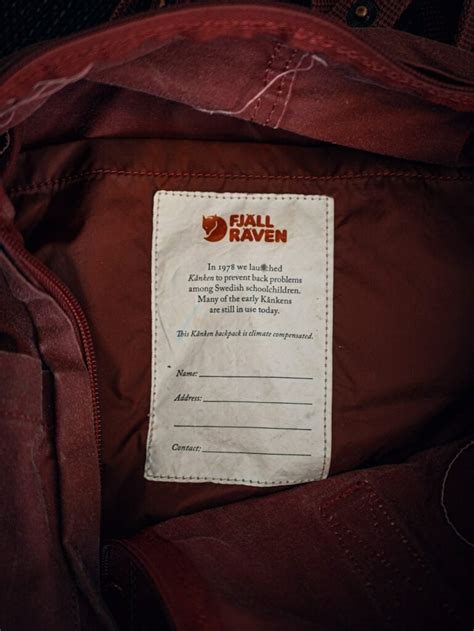 FJÄLL
RÄVEN
In 1978 we launched
Kånken to prevent back problems
among Swedish schoolchildren.
Many of the early Kånkens
are still in use today.
This Kånken backpack is climate compensated.
Name:
Address:
Contact: